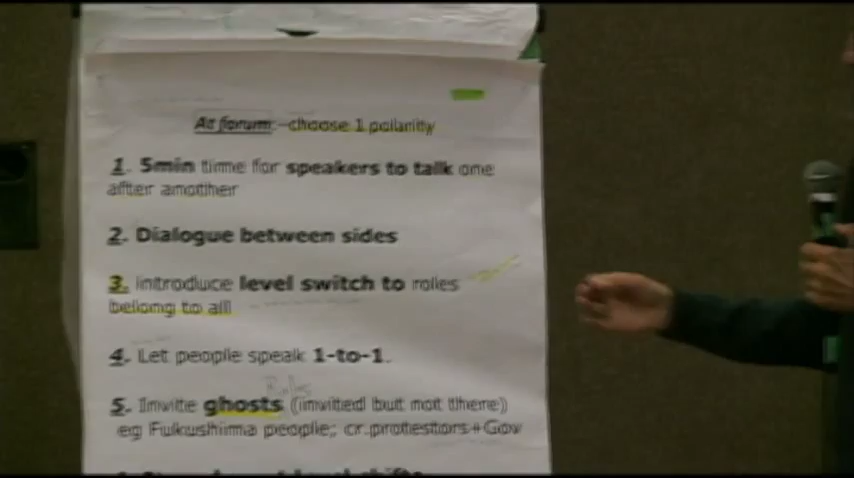 At forum: choose 1 polarity
1. 5min time for speakers to talk one
after another
2. Dialogue between sides
3. introduce level switch to roles
belong to all
4. Let people speak 1-to-1.
5. Invite ghosts (invited but not there)
eg Fukushima people; cr.protestors+Gov